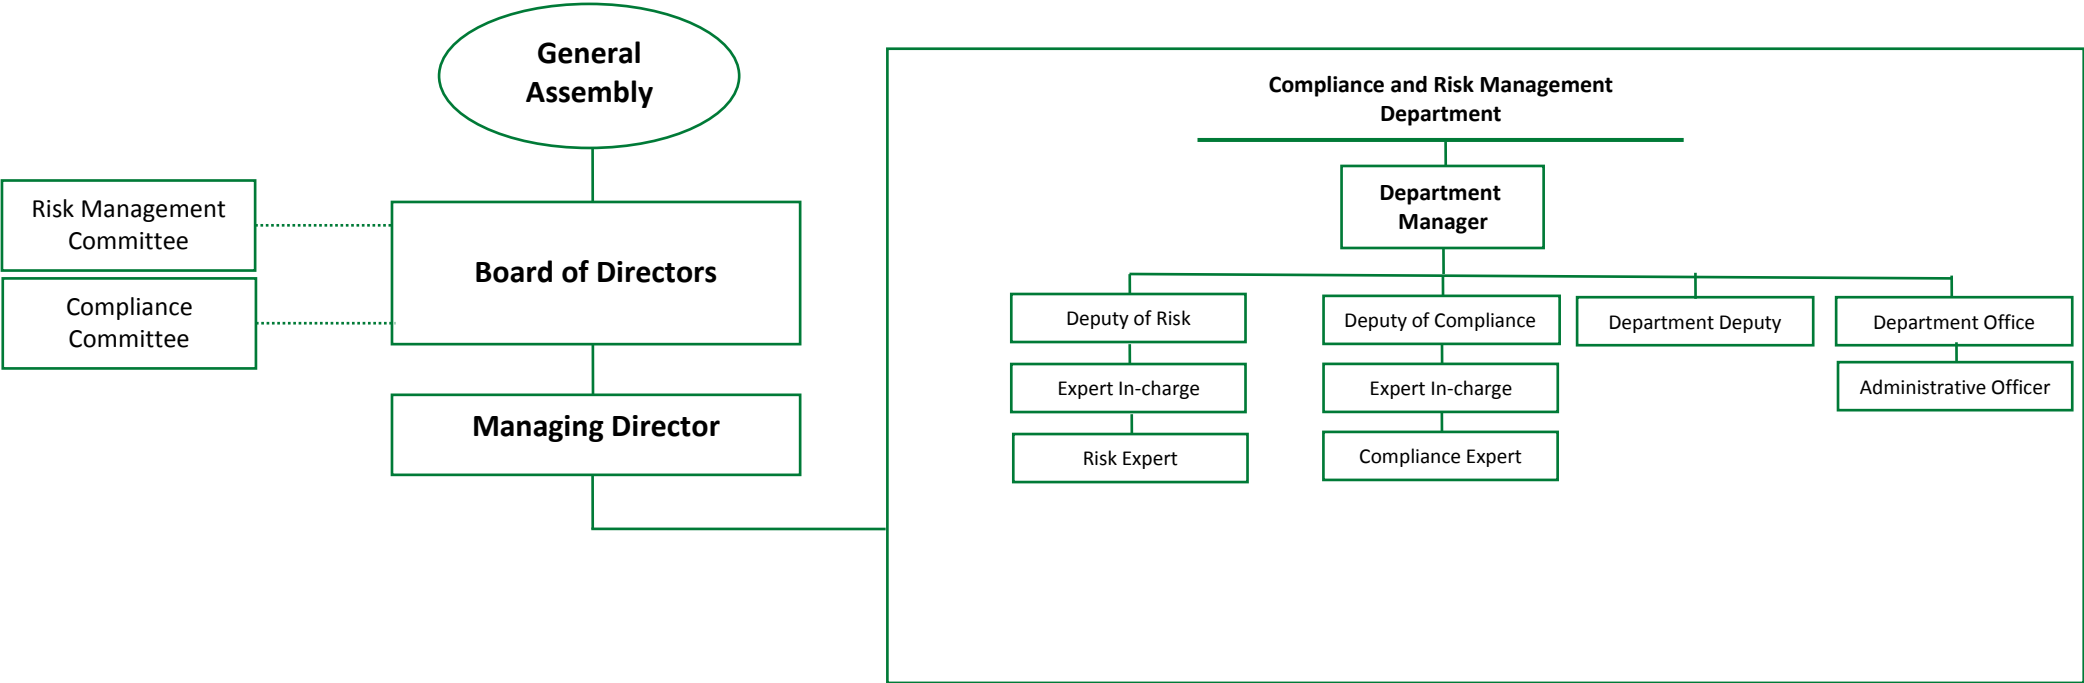 General
Assembly
Risk Management
Committee
Compliance
Committee
Board of Directors
Managing Director
Compliance and Risk Management
Department
Department
Manager
Deputy of Risk
Deputy of Compliance
Department Deputy
Department Office
Expert In-charge
Expert In-charge
Administrative Officer
Risk Expert
Compliance Expert